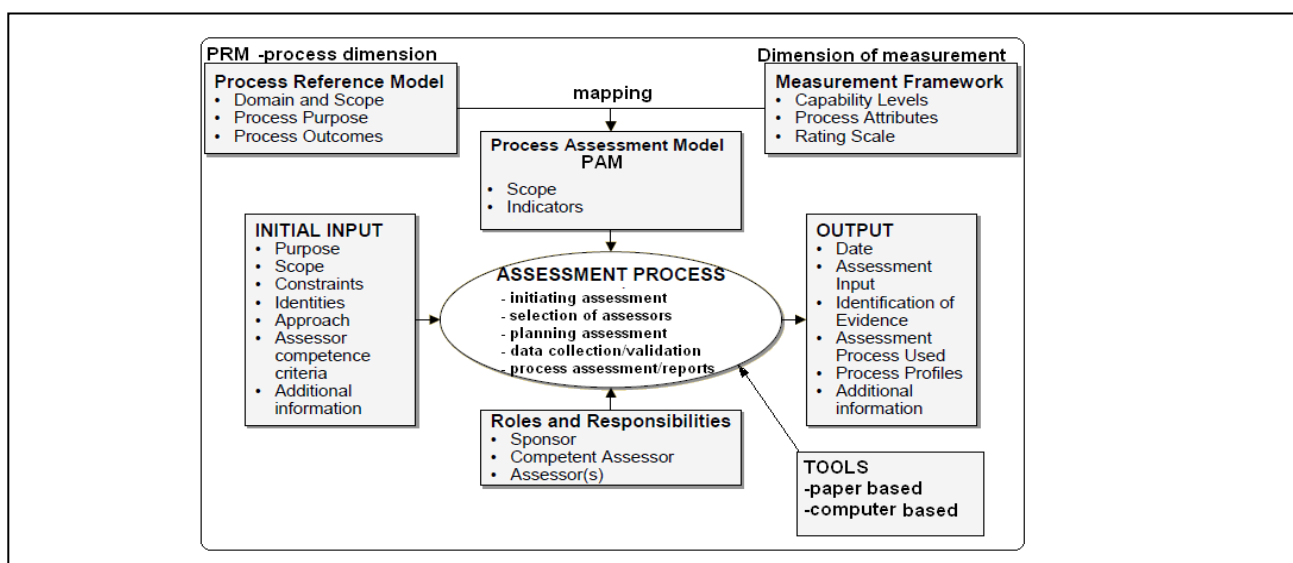 PRM -process dimension
Process Reference Model
• Domain and Scope
• Process Purpose
• Process Outcomes
mapping
Dimension of measurement
Measurement Framework
• Capability Levels
• Process Attributes
• Rating Scale
Process Assessment Model
PAM
• Scope
• Indicators
INITIAL INPUT
• Purpose
• Scope
• Constraints
• Identities
• Approach
• Assessor
competence
criteria
• Additional
information
ASSESSMENT PROCESS
- initiating assessment
- selection of assessors
- planning assessment
- data collection/validation
- process assessment/reports
OUTPUT
• Date
• Assessment
Input
• Identification of
Evidence
• Assessment
Process Used
• Process Profiles
• Additional
information
Roles and Responsibilities
• Sponsor
• Competent Assessor
• Assessor(s)
TOOLS
-paper based
-computer based